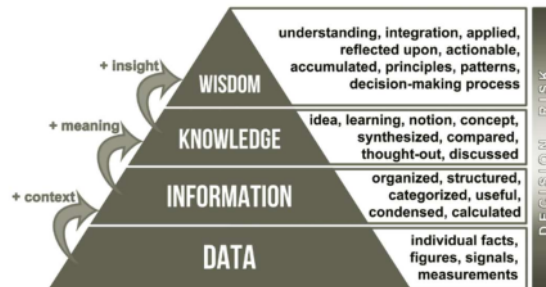 understanding, integration, applied,
reflected upon, actionable,
accumulated, principles, patterns,
decision-making process
+ insight
WISDOM
idea, learning, notion, concept,
synthesized, compared,
thought-out, discussed
+ meaning
KNOWLEDGE
organized, structured,
categorized, useful,
condensed, calculated
+ context
INFORMATION
individual facts,
figures, signals,
measurements
DATA
DECISION RISK